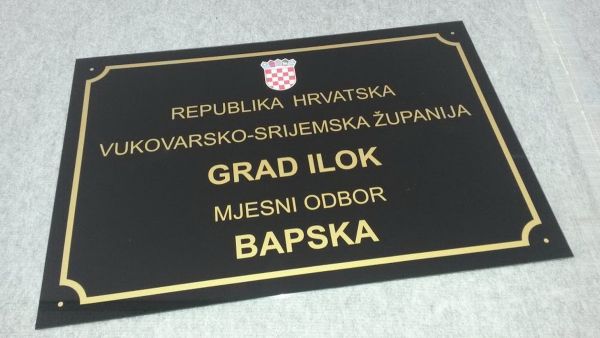 REPUBLIKA HRVATSKA
VUKOVARSKO-SRIJEMSKA ŽUPANIJA
GRAD ILOK
MJESNI ODBOR
BAPSKA